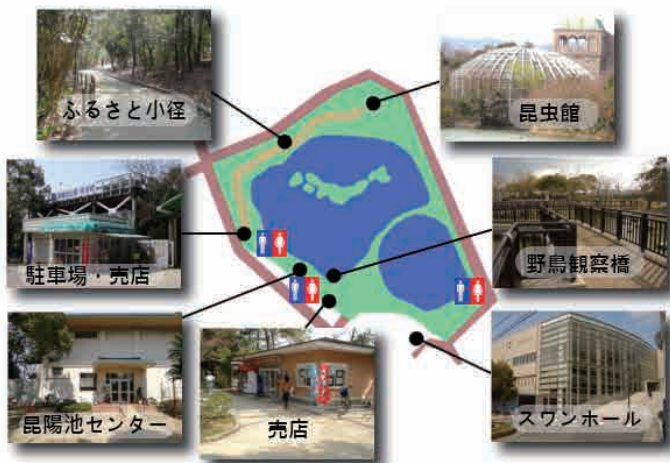 ふるさと小径
昆虫館
駐車場・売店
野鳥観察橋
昆陽池センター
売店
スワンホール